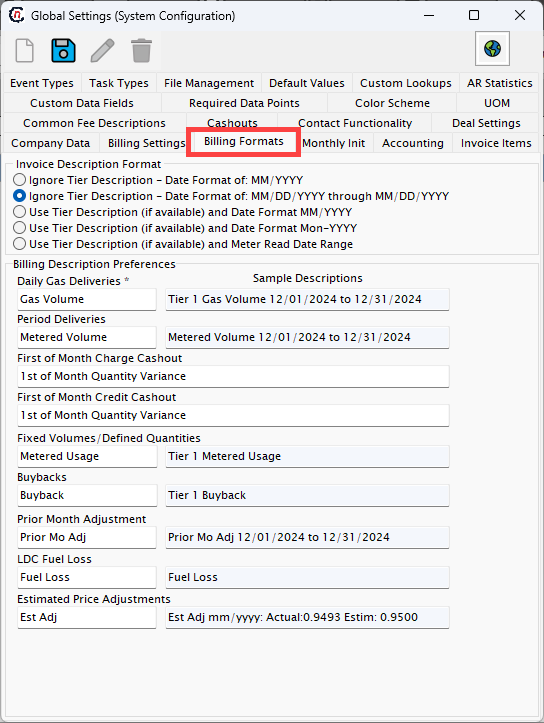 Global Settings (System Configuration)
Event Types Task Types File Management Default Values Custom Lookups AR Statistics
Custom Data Fields Required Data Points Color Scheme UOM
Common Fee Descriptions Cashouts Contact Functionality Deal Settings
Company Data Billing Settings Billing Formats Monthly Init Accounting Invoice Items
Invoice Description Format
Ignore Tier Description - Date Format of: MM/YYYY
Ignore Tier Description - Date Format of: MM/DD/YYYY through MM/DD/YYYY
Use Tier Description (if available) and Date Format MM/YYYY
Use Tier Description (if available) and Date Format Mon-YYYY
Use Tier Description (if available) and Meter Read Date Range
Billing Description Preferences
Daily Gas Deliveries * Sample Descriptions
Gas Volume Tier 1 Gas Volume 12/01/2024 to 12/31/2024
Period Deliveries
Metered Volume Metered Volume 12/01/2024 to 12/31/2024
First of Month Charge Cashout
1st of Month Quantity Variance
First of Month Credit Cashout
1st of Month Quantity Variance
Fixed Volumes/Defined Quantities
Metered Usage Tier 1 Metered Usage
Buybacks
Buyback Tier 1 Buyback
Prior Month Adjustment
Prior Mo Adj Prior Mo Adj 12/01/2024 to 12/31/2024
LDC Fuel Loss
Fuel Loss Fuel Loss
Estimated Price Adjustments
Est Adj Est Adj mm/yyyy: Actual:0.9493 Estim: 0.9500